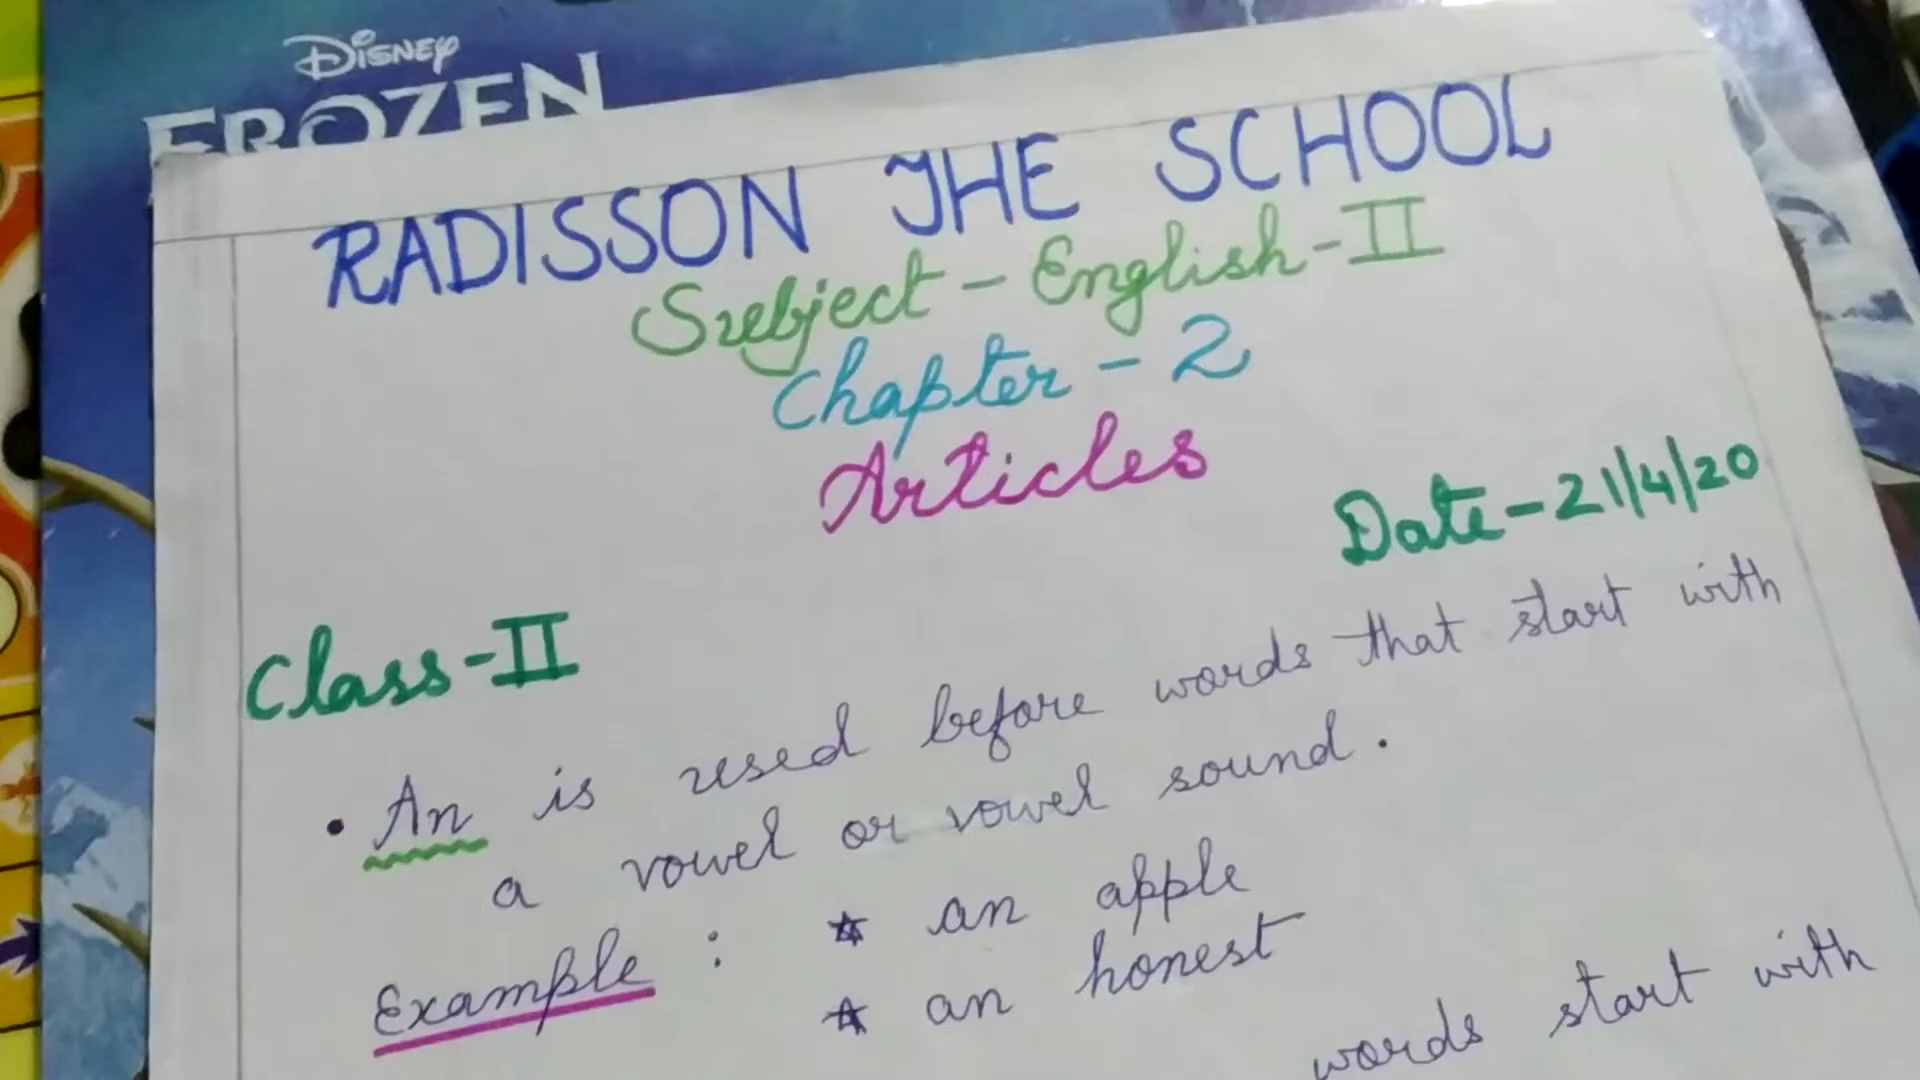 Disney
FROZEN
RADISSON THE SCHOOL
Subject - English - II
Chapter - 2
Articles
Date - 21/4/20
Class - II
• An is used before words that start with
a vowel or vowel sound.
Example : ☆ an apple
☆ an honest
words start with